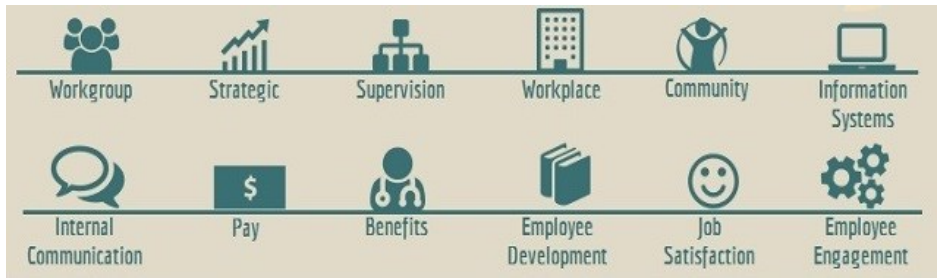 Workgroup Strategic Supervision Workplace Community Information
Systems
$
Internal Pay Benefits Employee Job Employee
Communication Development Satisfaction Engagement